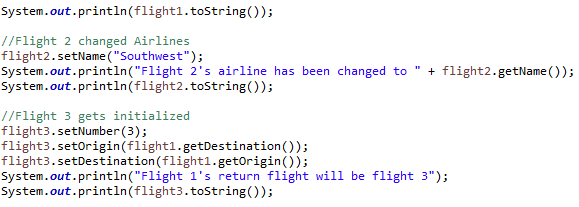 System.out.println(flight1.toString());
//Flight 2 changed Airlines
flight2.setName("Southwest");
System.out.println("Flight 2's airline has been changed to " + flight2.getName());
System.out.println(flight2.toString());
//Flight 3 gets initialized
flight3.setNumber(3);
flight3.setOrigin(flight1.getDestination());
flight3.setDestination(flight1.getOrigin());
System.out.println("Flight 1's return flight will be flight 3");
System.out.println(flight3.toString());